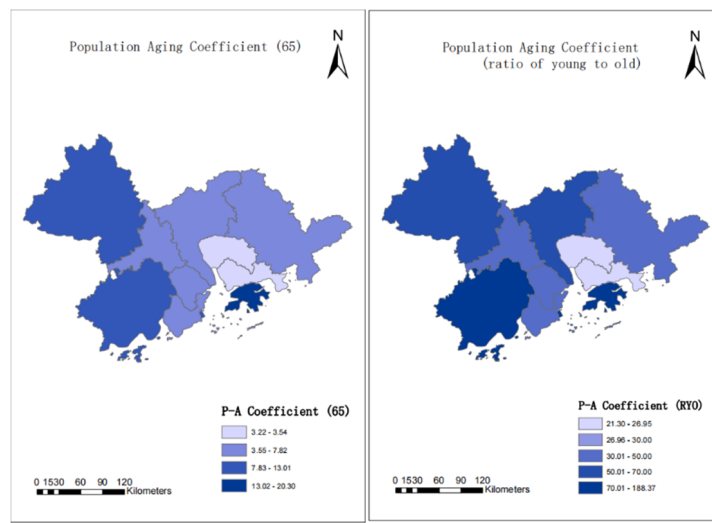 Population Aging Coefficient (65)
N
P-A Coefficient (65)
3.22 - 3.54
3.55 - 7.82
7.83 - 13.01
13.02 - 20.30
0 1530 60 90 120
Kilometers
Population Aging Coefficient
(ratio of young to old)
N
P-A Coefficient (RYO)
21.30 - 26.95
26.96 - 30.00
30.01 - 50.00
50.01 - 70.00
70.01 - 188.37
0 1530 60 90 120
Kilometers